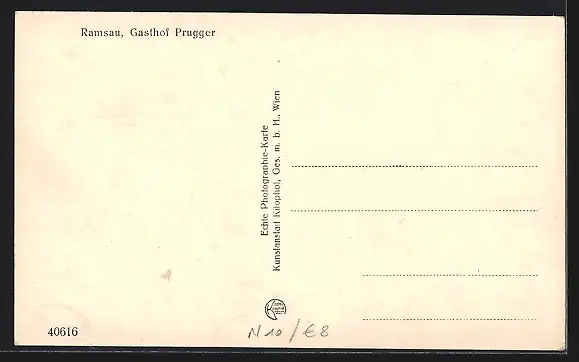 Ramsau, Gasthof Prugger
Echte Photographie-Karte
Kunstanstalt Kilophot, Ges. m. b. H., Wien
40616
N10/€8